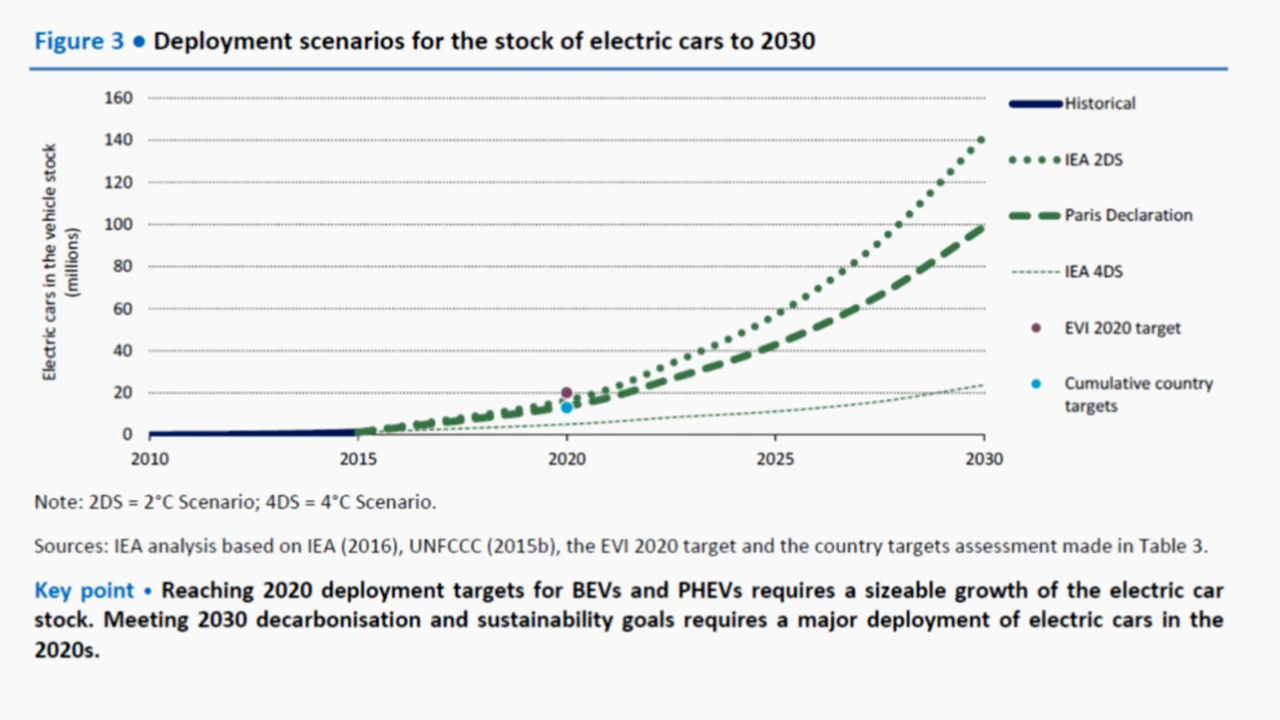 Figure 3 • Deployment scenarios for the stock of electric cars to 2030
Electric cars in the vehicle stock
(millions)
160
140
120
100
80
60
40
20
0
2010
2015
2020
2025
2030
Historical
IEA 2DS
Paris Declaration
IEA 4DS
EVI 2020 target
Cumulative country
targets
Note: 2DS = 2°C Scenario; 4DS = 4°C Scenario.
Sources: IEA analysis based on IEA (2016), UNFCCC (2015b), the EVI 2020 target and the country targets assessment made in Table 3.
Key point • Reaching 2020 deployment targets for BEVs and PHEVs requires a sizeable growth of the electric car
stock. Meeting 2030 decarbonisation and sustainability goals requires a major deployment of electric cars in the
2020s.